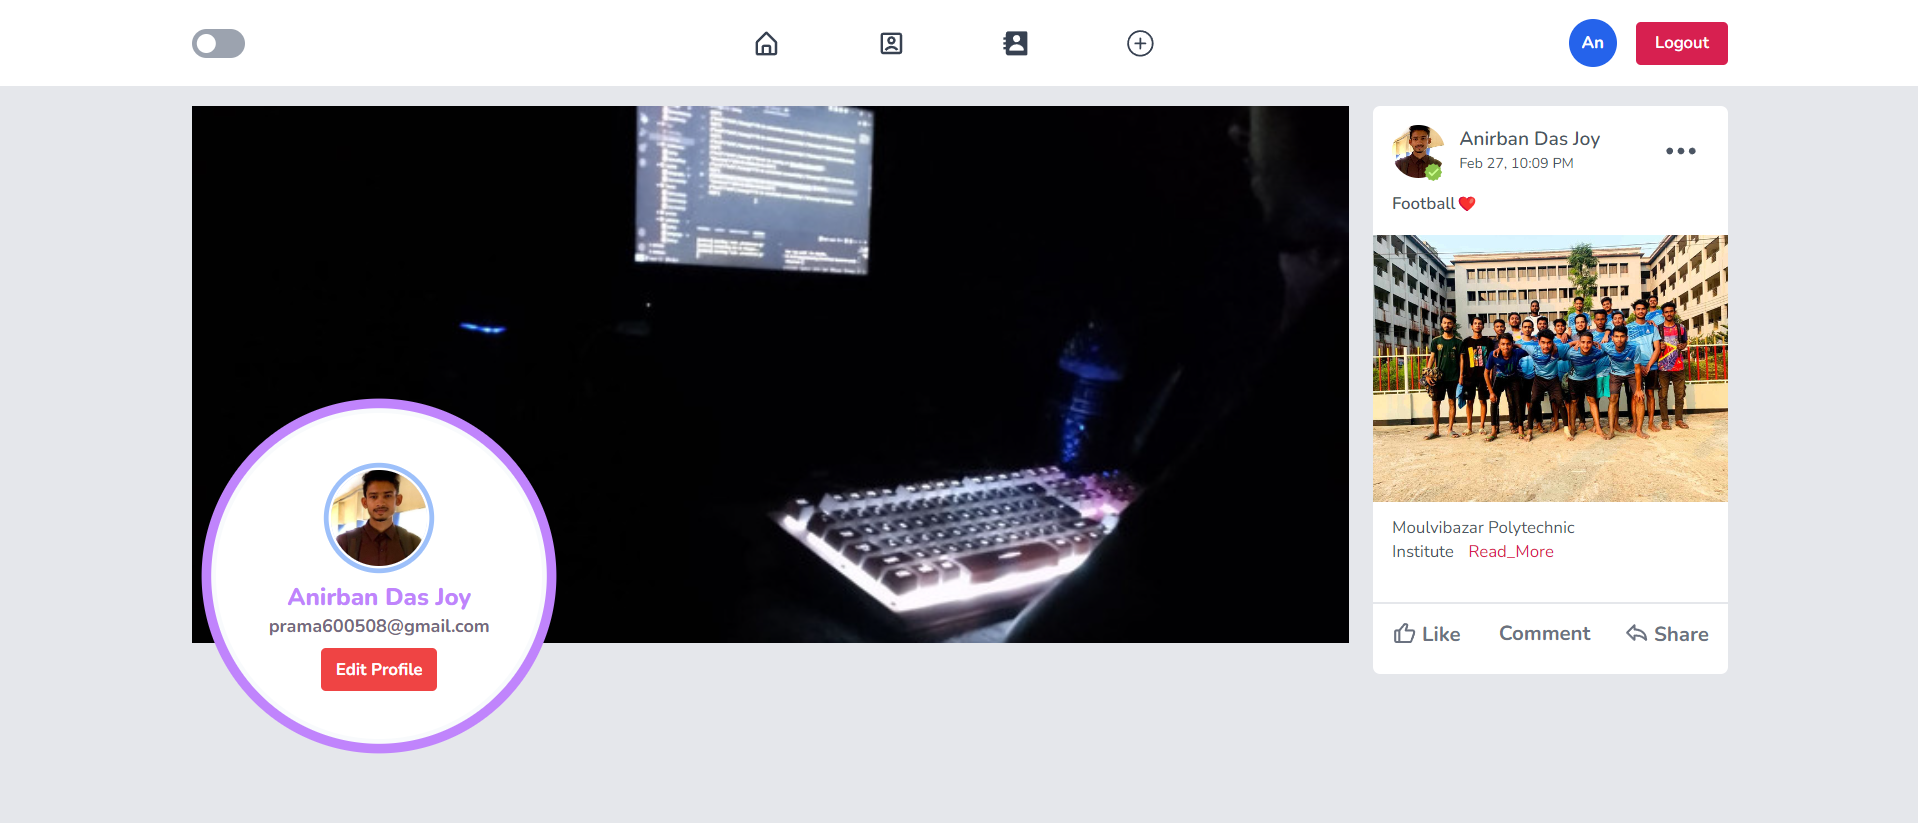 An
Logout
Anirban Das Joy
Feb 27, 10:09 PM
Football❤️
Moulvibazar Polytechnic
Institute Read_More
Like Comment Share
Anirban Das Joy
prama600508@gmail.com
Edit Profile